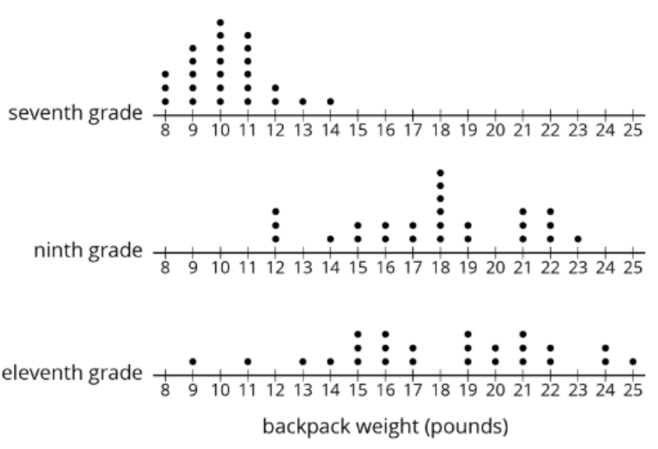 seventh grade
8 9 10 11 12 13 14 15 16 17 18 19 20 21 22 23 24 25
ninth grade
8 9 10 11 12 13 14 15 16 17 18 19 20 21 22 23 24 25
eleventh grade
8 9 10 11 12 13 14 15 16 17 18 19 20 21 22 23 24 25
backpack weight (pounds)